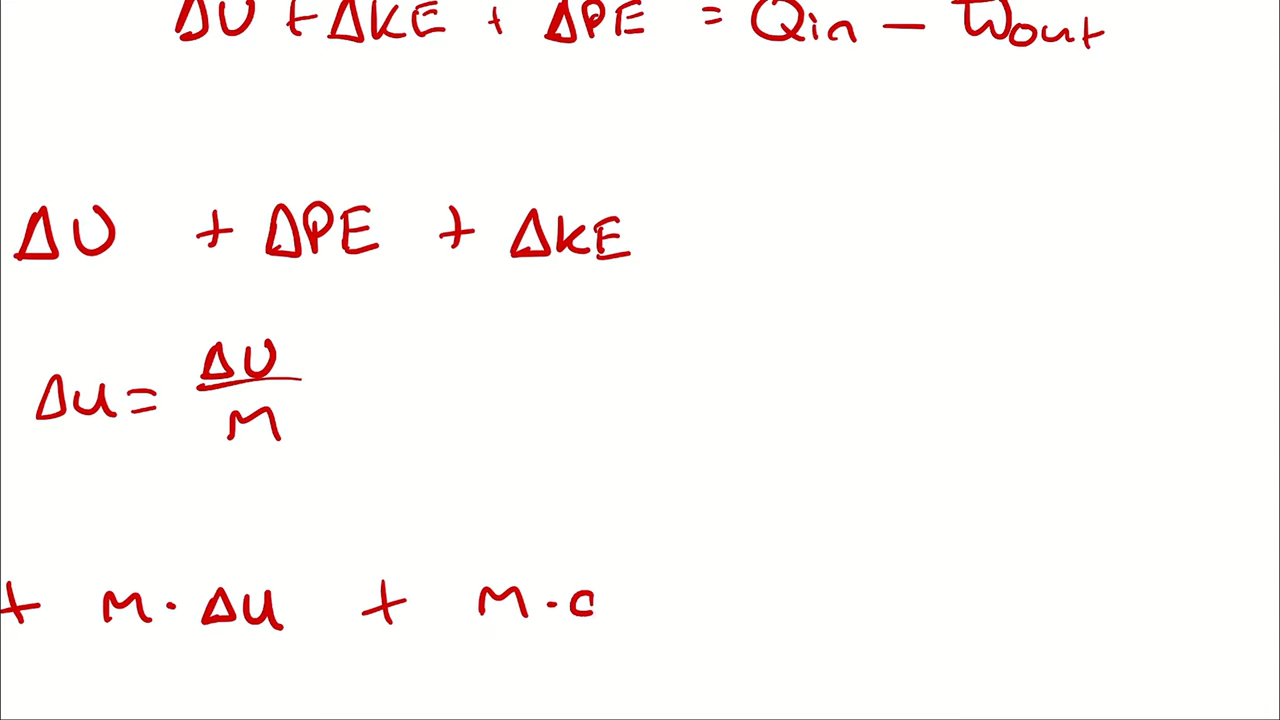 ΔU + ΔKE + ΔPE = Qin − Wout
ΔU + ΔPE + ΔKE
Δu = ΔU
M
+ M · Δu + M ·